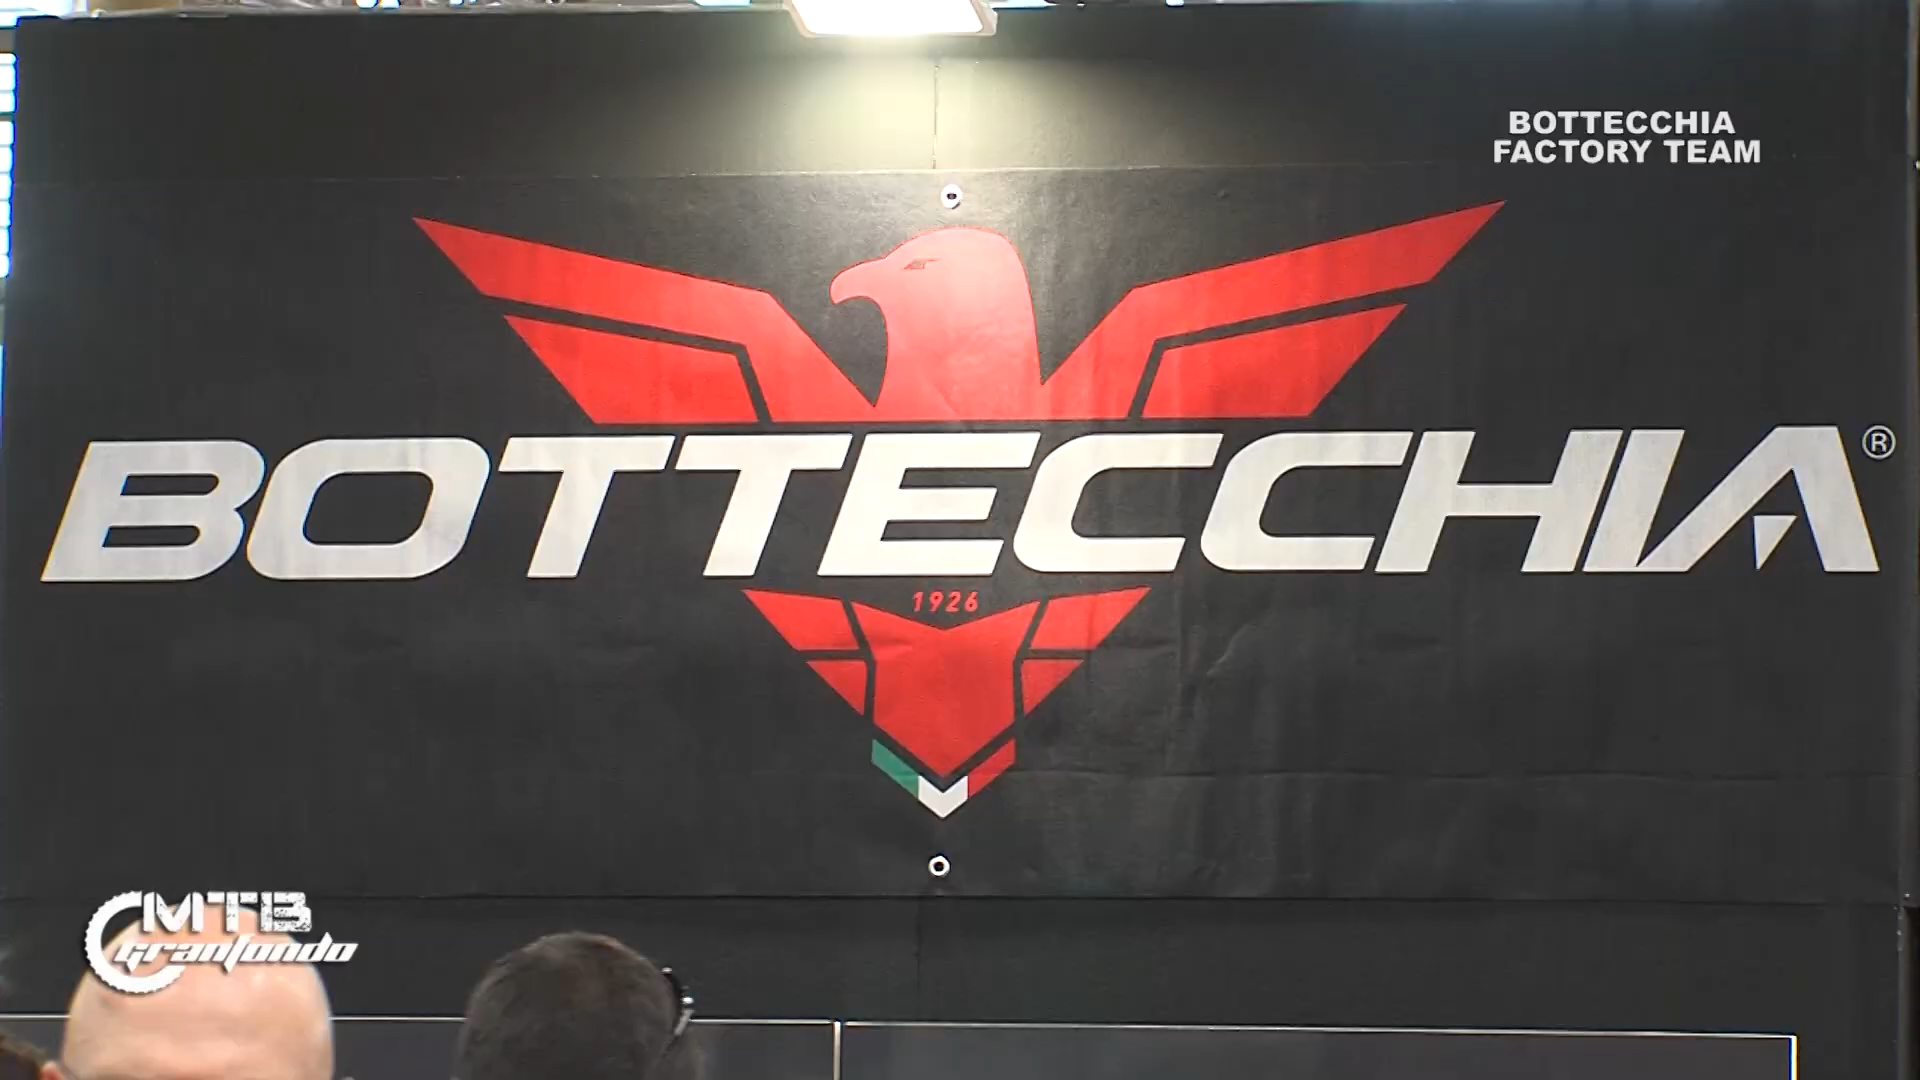 BOTTECCHIA
FACTORY TEAM
BOTTECCHIA®
1926
MTB
granfondo